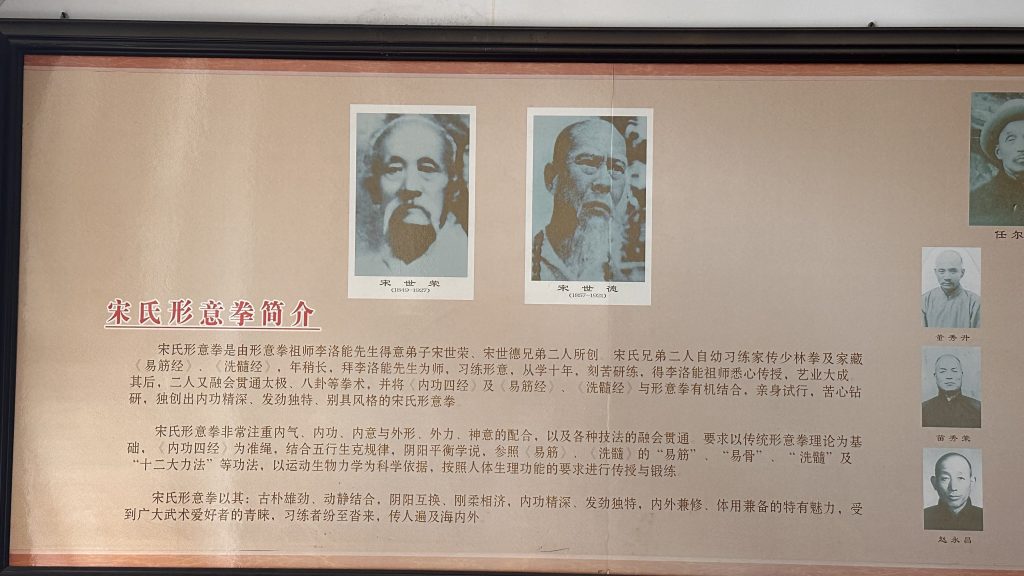 宋世荣
(1849-1927)
宋世德
(1857-1921)
任尔
宋氏形意拳简介
宋氏形意拳是由形意拳祖师李洛能先生得意弟子宋世荣、宋世德兄弟二人所创。宋氏兄弟二人自幼习练家传少林拳及家藏
《易筋经》、《洗髓经》，年稍长，拜李洛能先生为师，习练形意，从学十年，刻苦研练，得李洛能祖师悉心传授，艺业大成。
其后，二人又融会贯通太极、八卦等拳术，并将《内功四经》及《易筋经》、《洗髓经》与形意拳有机结合，亲身试行，苦心钻
研，独创出内功精深、发劲独特、别具风格的宋氏形意拳。
宋氏形意拳非常注重内气、内功、内意与外形、外力、神意的配合，以及各种技法的融会贯通。要求以传统形意拳理论为基
础，《内功四经》为准绳，结合五行生克规律，阴阳平衡学说，参照《易筋》、《洗髓》的“易筋”、“易骨”、“洗髓”及
“十二大力法”等功法，以运动生物力学为科学依据，按照人体生理功能的要求进行传授与锻练。
宋氏形意拳以其：古朴雄劲、动静结合，阴阳互换、刚柔相济，内功精深、发劲独特，内外兼修、体用兼备的特有魅力，受
到广大武术爱好者的青睐，习练者纷至沓来，传人遍及海内外。
董秀升
苗秀荣
赵永昌